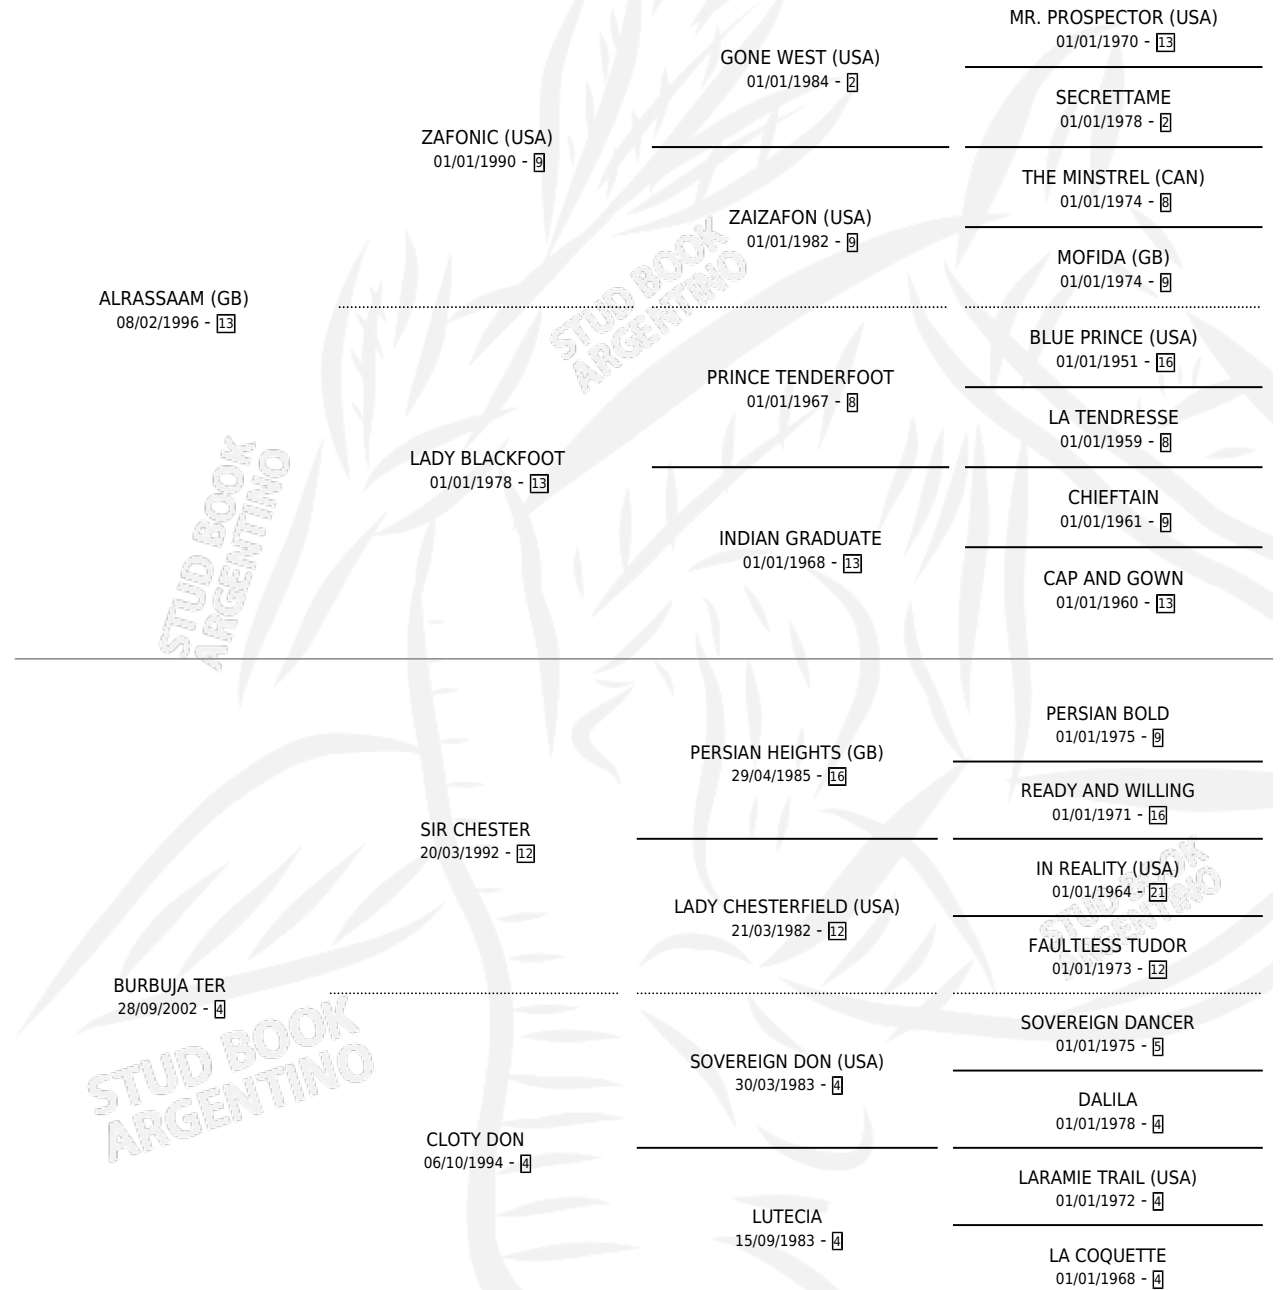 MR. PROSPECTOR (USA)
01/01/1970 - 13
GONE WEST (USA)
01/01/1984 - 2
SECRETTAME
01/01/1978 - 2
ZAFONIC (USA)
01/01/1990 - 9
THE MINSTREL (CAN)
01/01/1974 - 8
ZAIZAFON (USA)
01/01/1982 - 9
MOFIDA (GB)
01/01/1974 - 9
ALRASSAAM (GB)
08/02/1996 - 13
BLUE PRINCE (USA)
01/01/1951 - 16
PRINCE TENDERFOOT
01/01/1967 - 8
LA TENDRESSE
01/01/1959 - 8
LADY BLACKFOOT
01/01/1978 - 13
CHIEFTAIN
01/01/1961 - 9
INDIAN GRADUATE
01/01/1968 - 13
CAP AND GOWN
01/01/1960 - 13
STUD BOOK
ARGENTINO
STUD BOOK
ARGENTINO
PERSIAN BOLD
01/01/1975 - 9
PERSIAN HEIGHTS (GB)
29/04/1985 - 16
READY AND WILLING
01/01/1971 - 16
SIR CHESTER
20/03/1992 - 12
IN REALITY (USA)
01/01/1964 - 21
LADY CHESTERFIELD (USA)
21/03/1982 - 12
FAULTLESS TUDOR
01/01/1973 - 12
STUD BOOK
ARGENTINO
BURBUJA TER
28/09/2002 - 4
SOVEREIGN DANCER
01/01/1975 - 5
SOVEREIGN DON (USA)
30/03/1983 - 4
DALILA
01/01/1978 - 4
CLOTY DON
06/10/1994 - 4
LARAMIE TRAIL (USA)
01/01/1972 - 4
LUTECIA
15/09/1983 - 4
LA COQUETTE
01/01/1968 - 4
STUD BOOK
ARGENTINO